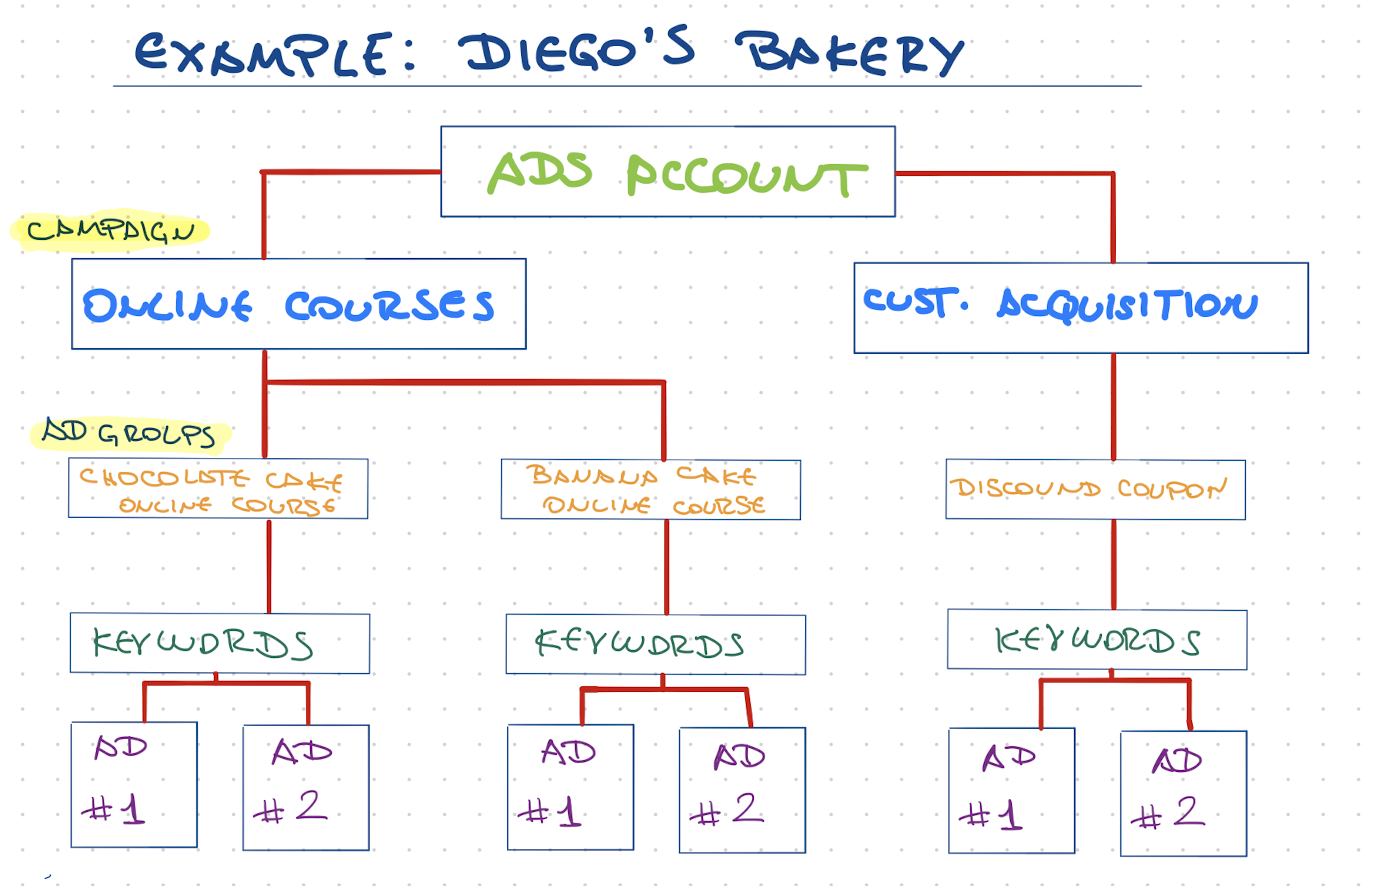 EXAMPLE: DIEGO'S BAKERY
ADS ACCOUNT
CAMPAIGN
ONLINE COURSES
CUST. ACQUISITION
AD GROUPS
CHOCOLATE CAKE
ONLINE COURSE
BANANA CAKE
ONLINE COURSE
DISCOUND COUPON
KEYWORDS
KEYWORDS
KEYWORDS
AD
#1
AD
#2
AD
#1
AD
#2
AD
#1
AD
#2